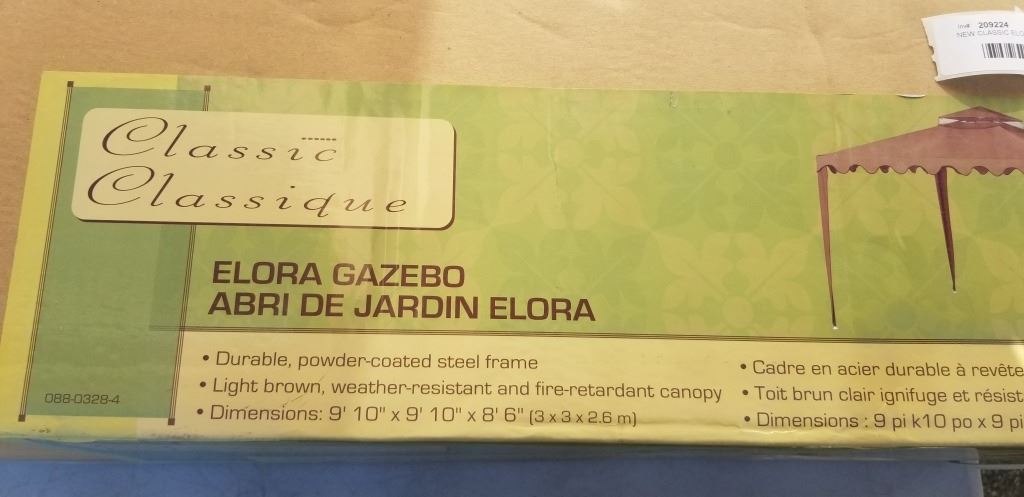 inv# 209224
NEW CLASSIC ELO
Classic
Classique
ELORA GAZEBO
ABRI DE JARDIN ELORA
• Durable, powder-coated steel frame
• Light brown, weather-resistant and fire-retardant canopy
• Dimensions: 9' 10" x 9' 10" x 8' 6" (3 x 3 x 2.6 m)
• Cadre en acier durable à revête
• Toit brun clair ignifuge et résist
• Dimensions : 9 pi k10 po x 9 pi
088-0328-4